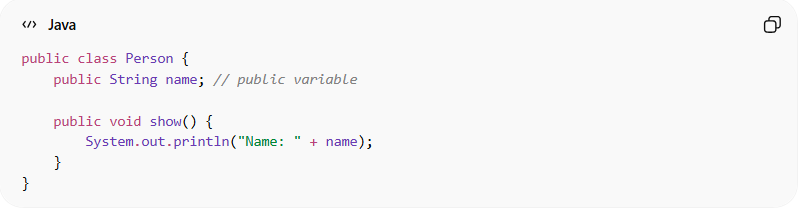 </> Java
public class Person {
    public String name; // public variable

    public void show() {
        System.out.println("Name: " + name);
    }
}